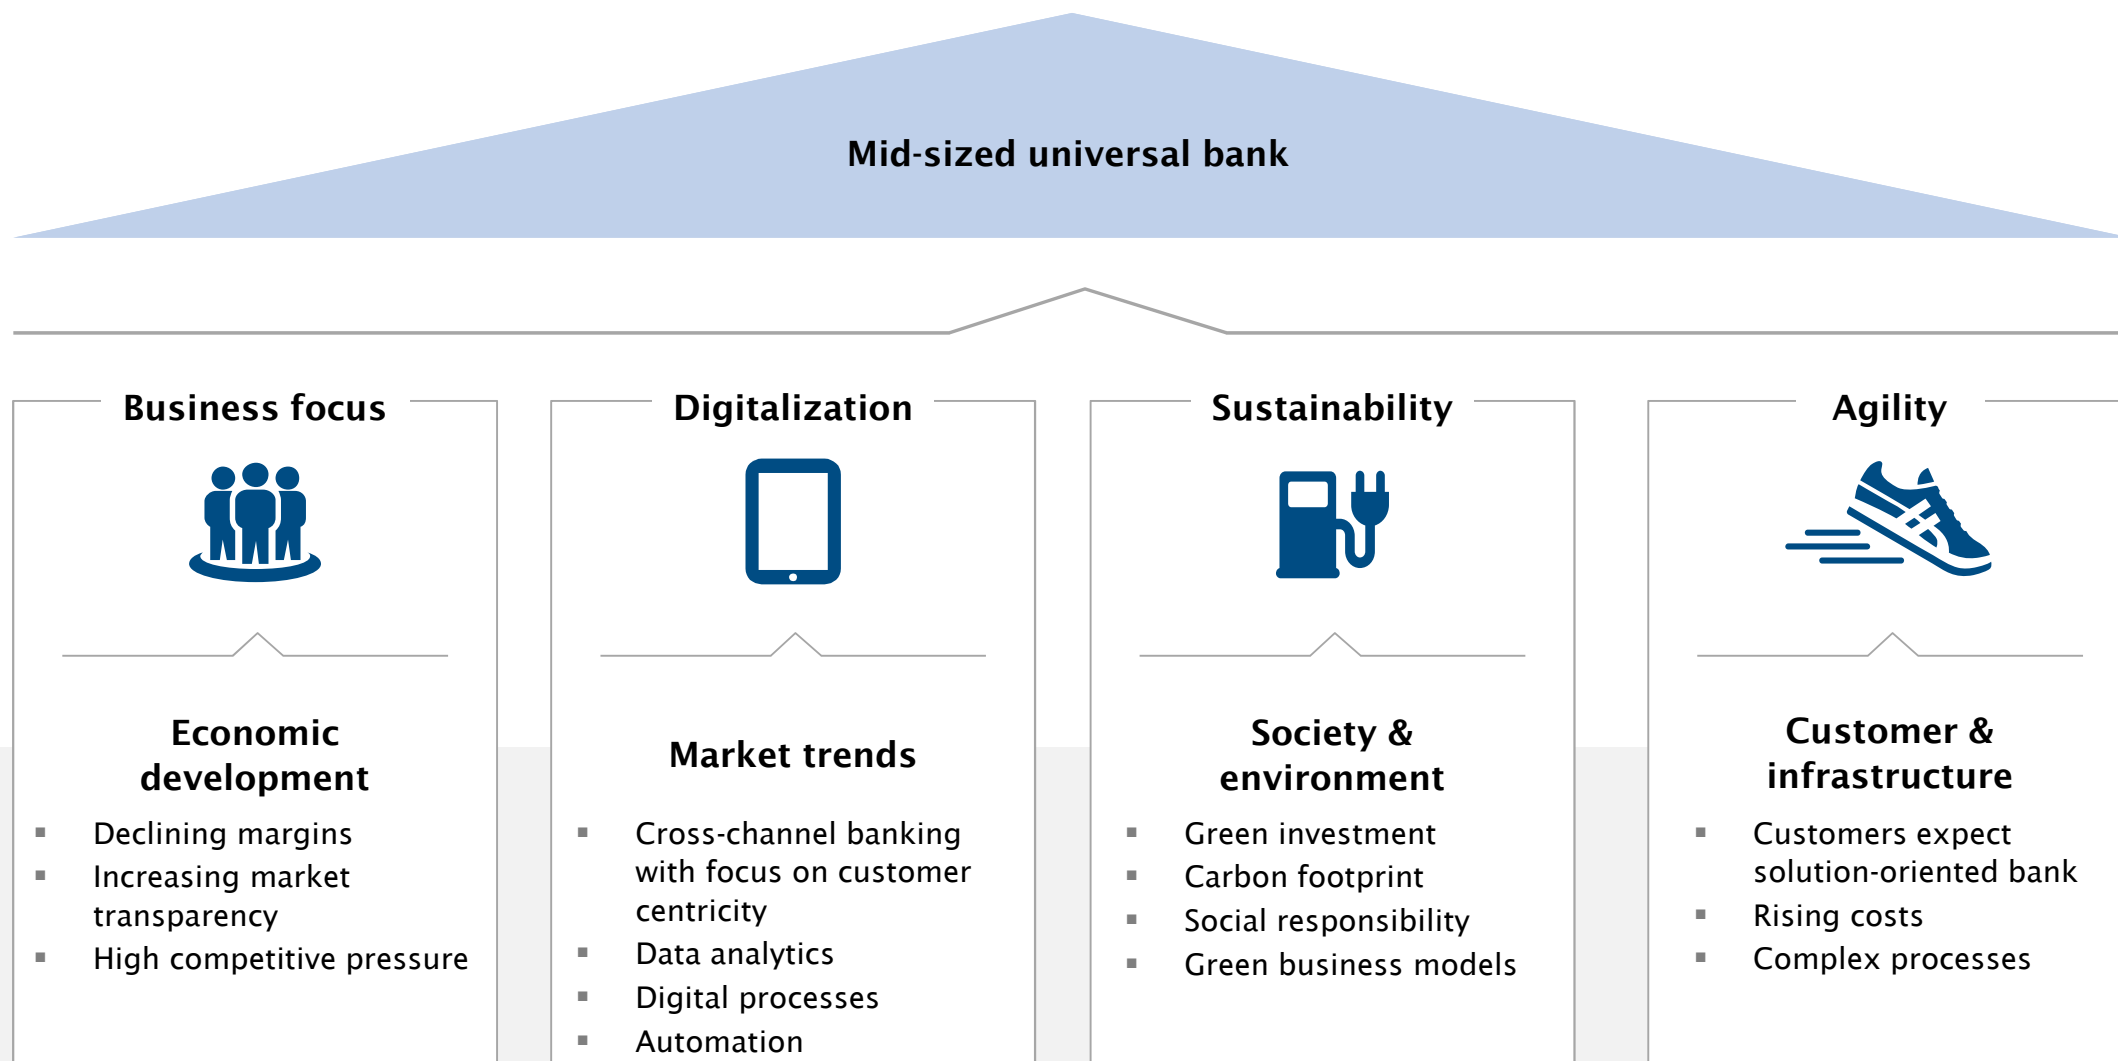 Mid-sized universal bank
Business focus
Economic
development
▪ Declining margins
▪ Increasing market
transparency
▪ High competitive pressure
Digitalization
Market trends
▪ Cross-channel banking
with focus on customer
centricity
▪ Data analytics
▪ Digital processes
▪ Automation
Sustainability
Society &
environment
▪ Green investment
▪ Carbon footprint
▪ Social responsibility
▪ Green business models
Agility
Customer &
infrastructure
▪ Customers expect
solution-oriented bank
▪ Rising costs
▪ Complex processes